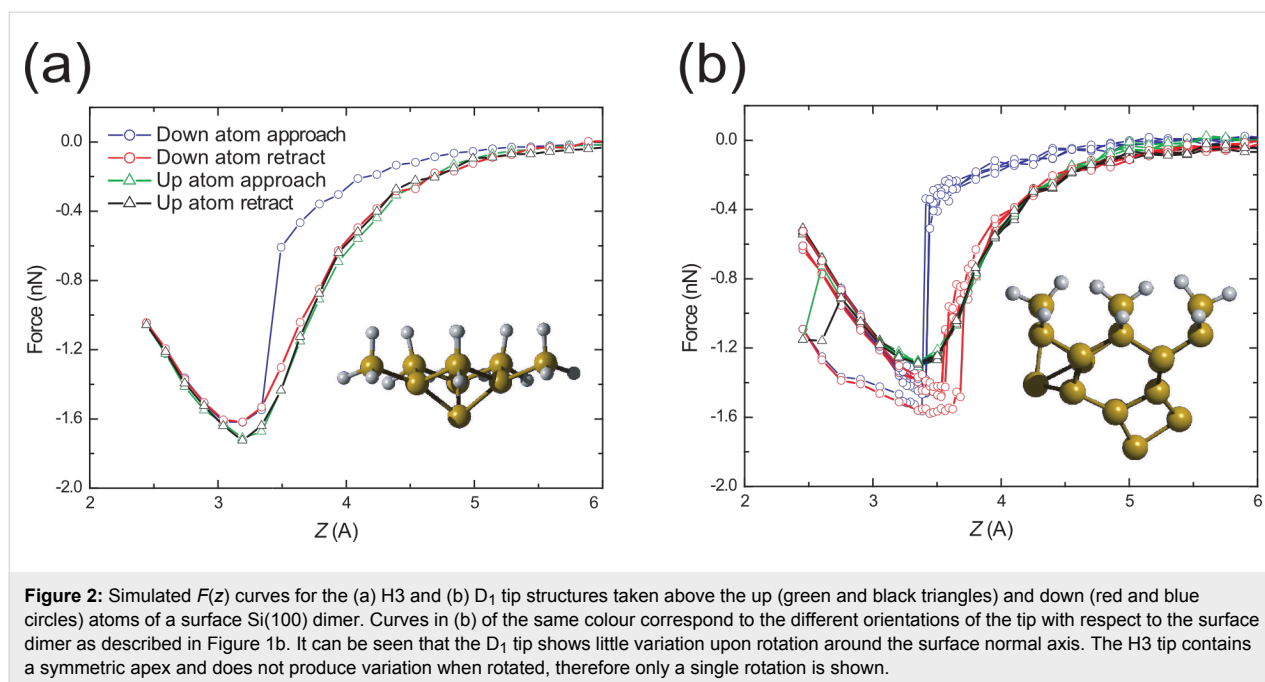 (a)
(b)
0.0
-0.4
-0.8
-1.2
-1.6
-2.0
Force (nN)
Down atom approach
Down atom retract
Up atom approach
Up atom retract
2 3 4 5 6
Z (A)
0.0
-0.4
-0.8
-1.2
-1.6
-2.0
Force (nN)
2 3 4 5 6
Z (A)
Figure 2: Simulated F(z) curves for the (a) H3 and (b) D₁ tip structures taken above the up (green and black triangles) and down (red and blue
circles) atoms of a surface Si(100) dimer. Curves in (b) of the same colour correspond to the different orientations of the tip with respect to the surface
dimer as described in Figure 1b. It can be seen that the D₁ tip shows little variation upon rotation around the surface normal axis. The H3 tip contains
a symmetric apex and does not produce variation when rotated, therefore only a single rotation is shown.